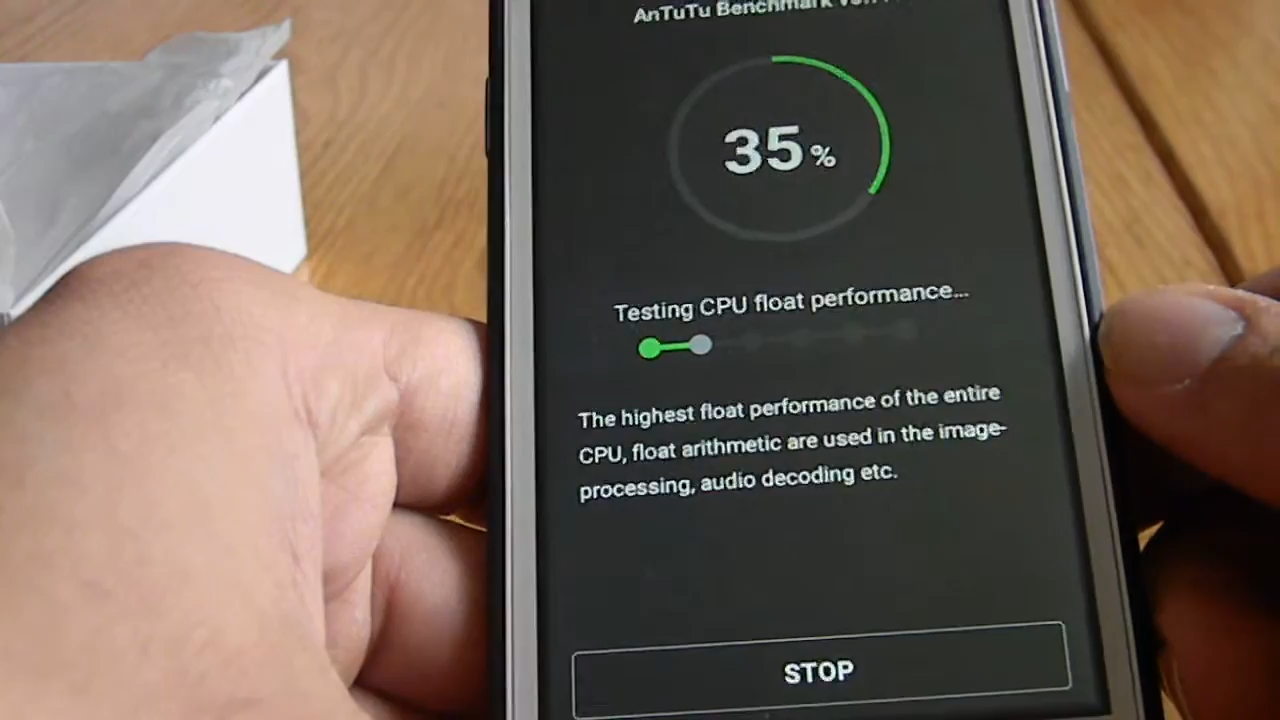 AnTuTu Benchmark
35%
Testing CPU float performance...
The highest float performance of the entire
CPU, float arithmetic are used in the image-
processing, audio decoding etc.
STOP